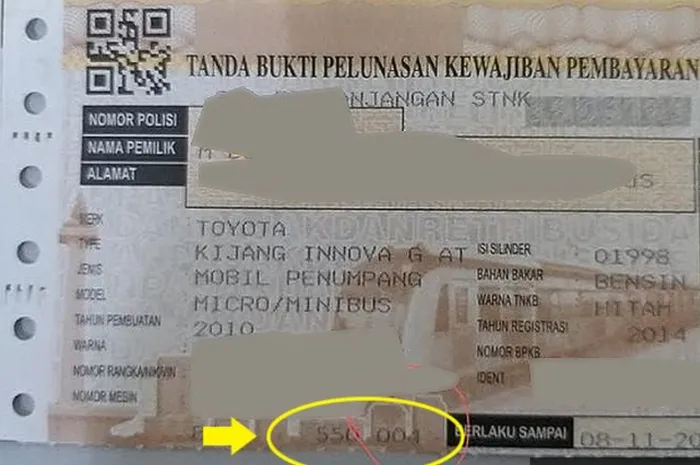 TANDA BUKTI PELUNASAN KEWAJIBAN PEMBAYARAN
NJANGAN STNK
NOMOR POLISI
NAMA PEMILIK M
ALAMAT US
MERK TOYOTA
TYPE KIJANG INNOVA G AT ISI SILINDER : 01998
JENIS MOBIL PENUMPANG BAHAN BAKAR : BENSIN
MODEL MICRO/MINIBUS WARNA TNKB : HITAM
TAHUN PEMBUATAN 2010 TAHUN REGISTRASI : 2014
WARNA NOMOR BPKB
NOMOR RANGKA/NIK/VIN IDENT
NOMOR MESIN
550 004 BERLAKU SAMPAI 08-11-20